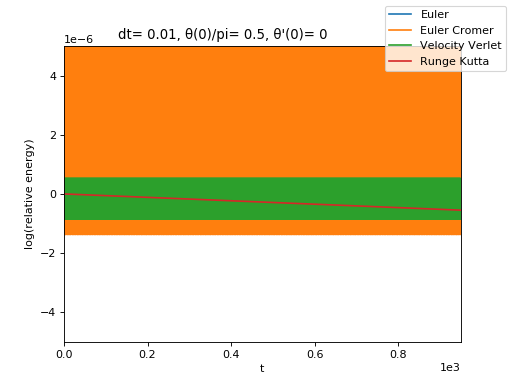 dt= 0.01, θ(0)/pi= 0.5, θ'(0)= 0
1e−6
Euler
Euler Cromer
Velocity Verlet
Runge Kutta
4
2
0
−2
−4
log(relative energy)
0.0 0.2 0.4 0.6 0.8
1e3
t